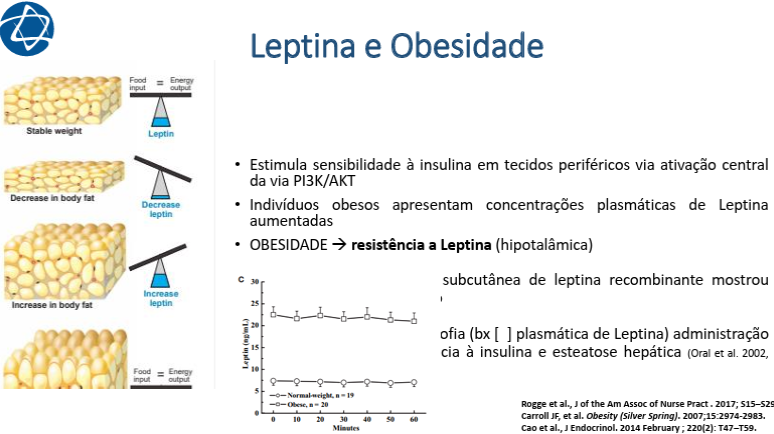 Leptina e Obesidade
Food
input
=
Energy
output
Stable weight
Leptin
Decrease in body fat
Decrease
leptin
Increase in body fat
Increase
leptin
Food
input
=
Energy
output
• Estimula sensibilidade à insulina em tecidos periféricos via ativação central
da via PI3K/AKT
• Indivíduos obesos apresentam concentrações plasmáticas de Leptina
aumentadas
• OBESIDADE → resistência a Leptina (hipotalâmica)
subcutânea de leptina recombinante mostrou
ofia (bx [ ] plasmática de Leptina) administração
cia à insulina e esteatose hepática (Oral et al. 2002,
C
30
25
20
15
10
5
0
Leptin (ng/mL)
Normal-weight, n = 19
Obese, n = 20
0 10 20 30 40 50 60
Minutes
Rogge et al., J of the Am Assoc of Nurse Pract . 2017; S15–S29
Carroll JF, et al. Obesity (Silver Spring). 2007;15:2974-2983.
Cao et al., J Endocrinol. 2014 February ; 220(2): T47–T59.